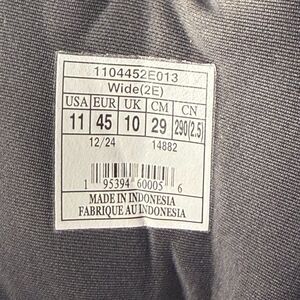 1104452E013
Wide(2E)
USA EUR UK CM CN
11 45 10 29 290(2.5)
12/24 14882
1 95394 60005 6
MADE IN INDONESIA
FABRIQUE AU INDONESIA